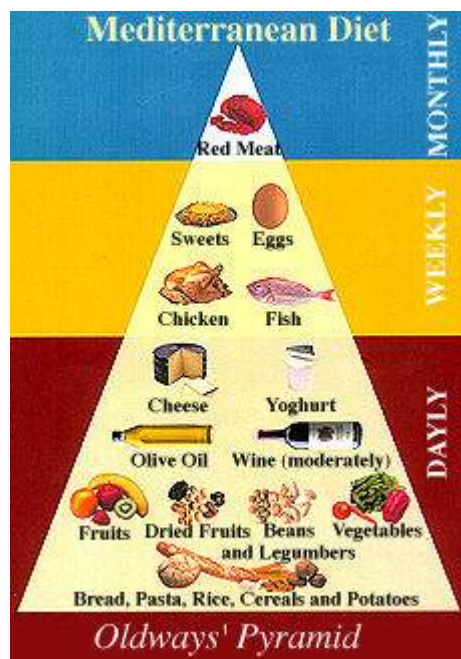 Mediterranean Diet
MONTHLY
Red Meat
WEEKLY
Sweets Eggs
Chicken Fish
DAYLY
Cheese Yoghurt
Olive Oil Wine (moderately)
Fruits Dried Fruits Beans Vegetables
and Legumbers
Bread, Pasta, Rice, Cereals and Potatoes
Oldways' Pyramid